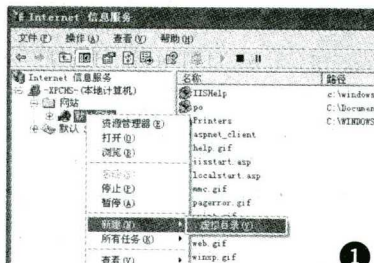 Internet 信息服务
文件(F) 操作(A) 查看(V) 帮助(H)
Internet 信息服务
-XPCMS-(本地计算机)
网站
默认
名称
路径
IISHelp
c:\windows
po
C:\Documen
Printers
C:\WINDOWS
aspnet_client
help.gif
iisstart.asp
localstart.asp
mmc.gif
pagerror.gif
web.gif
winxp.gif
资源管理器(E)
打开(O)
浏览(B)
停止(P)
暂停(A)
新建(N)
虚拟目录(V)
所有任务(K)
查看(V)
1